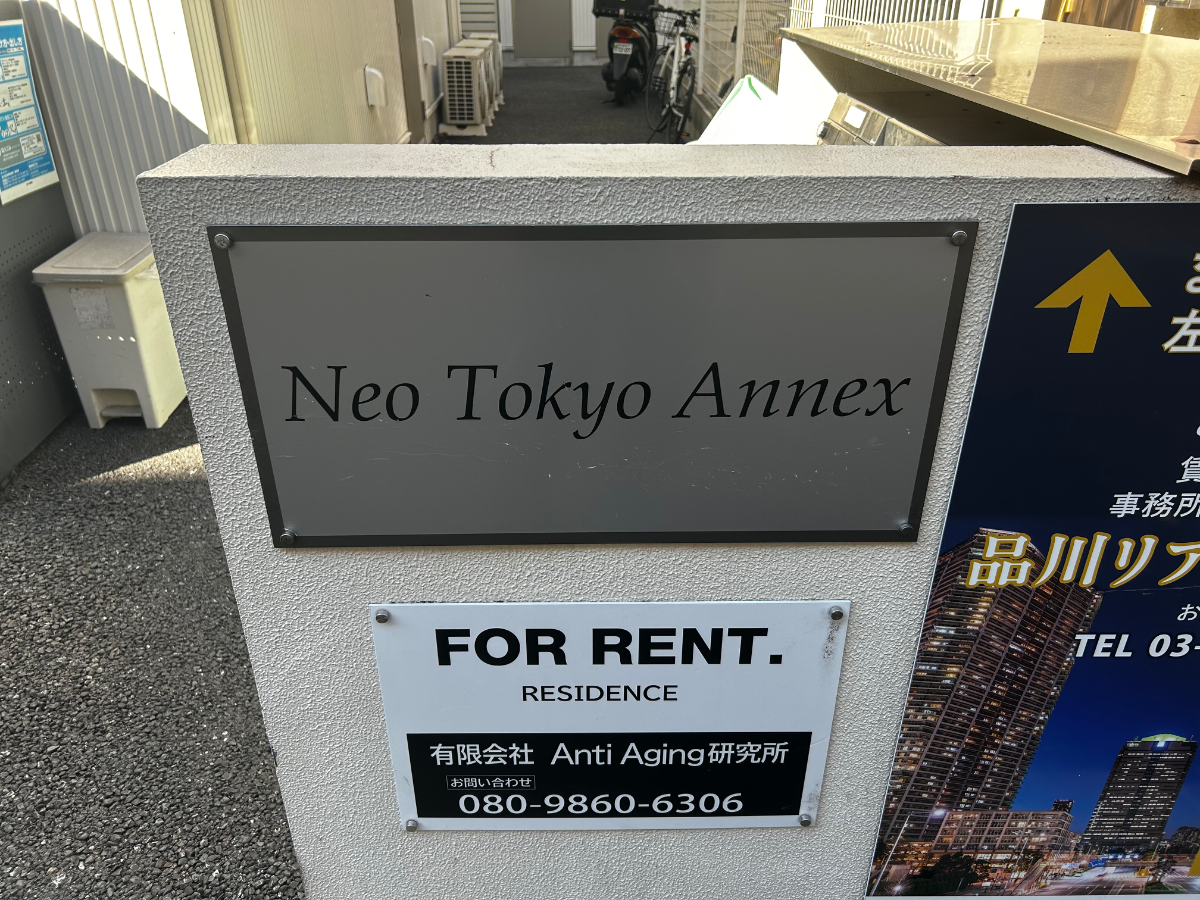 Neo Tokyo Annex
FOR RENT.
RESIDENCE
有限会社 Anti Aging研究所
お問い合わせ
080-9860-6306
左
賃
事務所
品川リア
お
TEL 03-